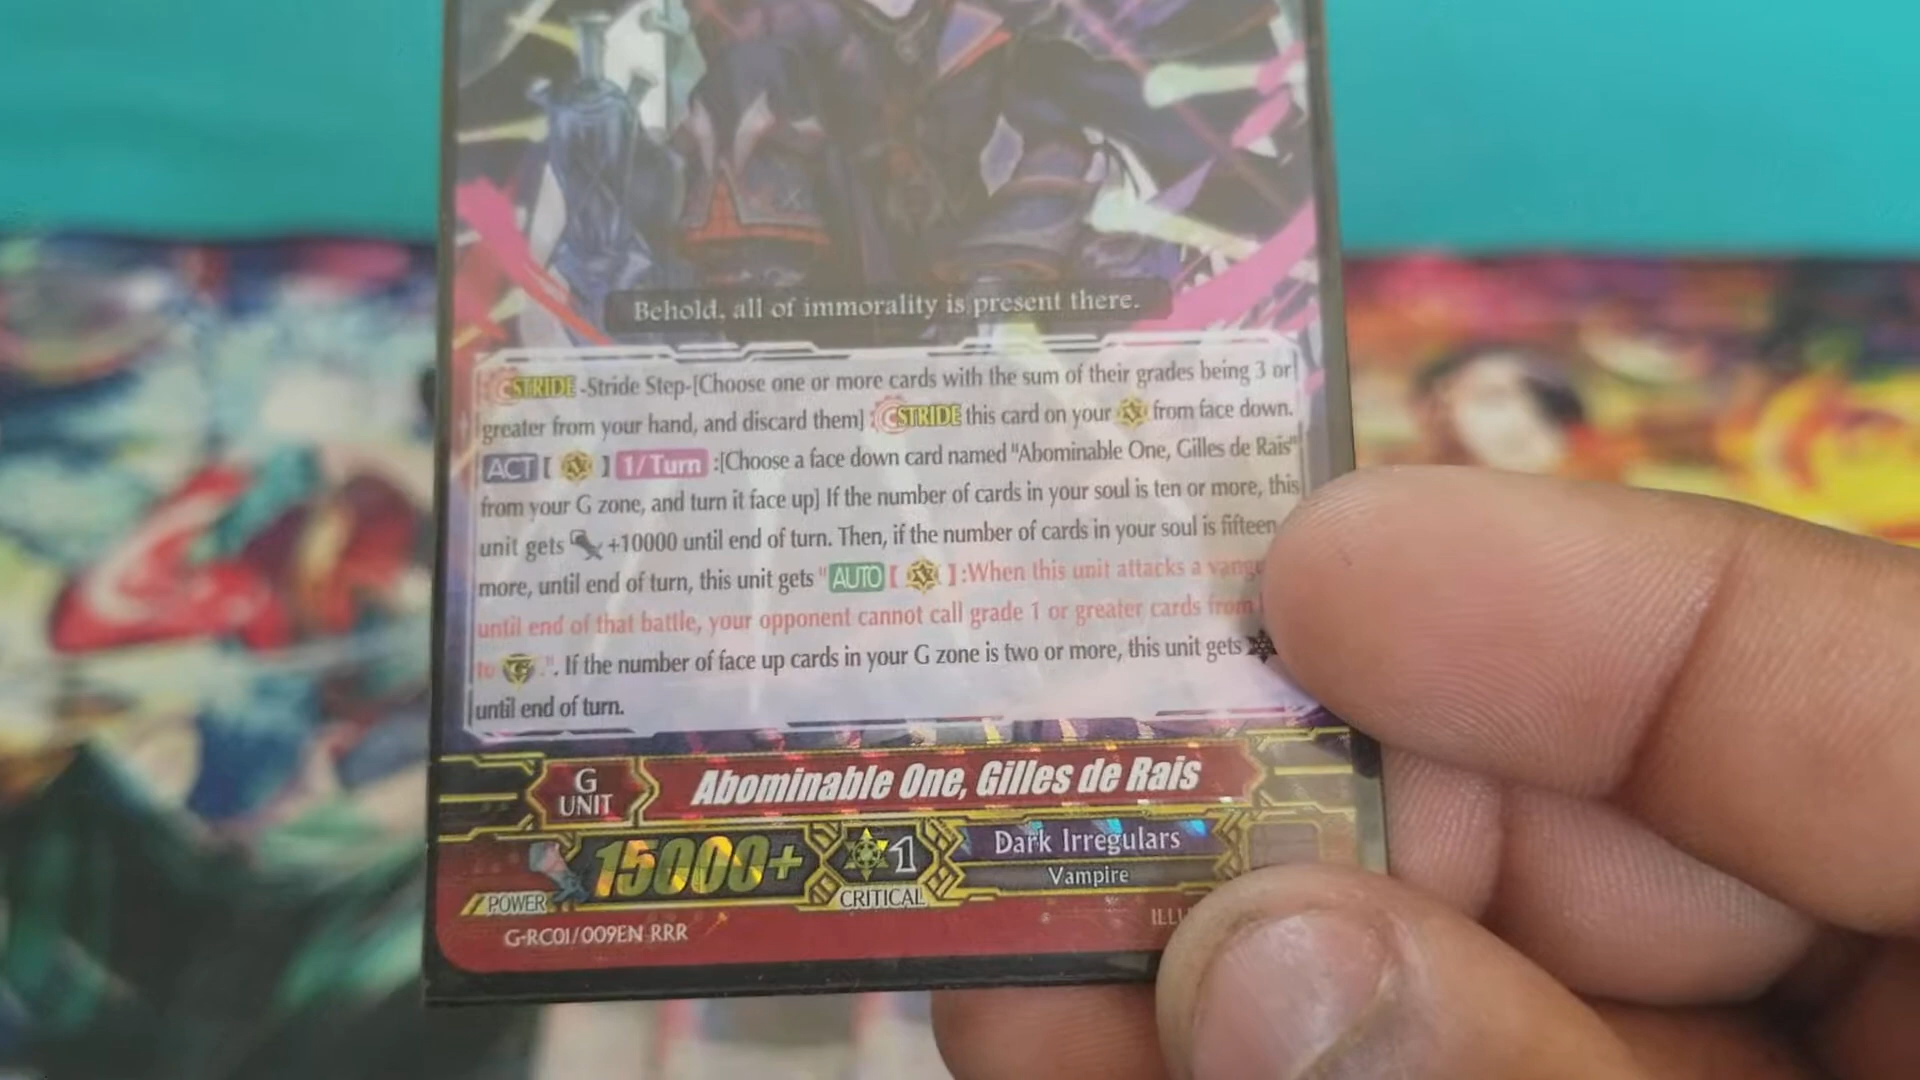 Behold, all of immorality is present there.
STRIDE -Stride Step-[Choose one or more cards with the sum of their grades being 3 or
greater from your hand, and discard them] STRIDE this card on your from face down.
ACT [ ] 1/Turn :[Choose a face down card named "Abominable One, Gilles de Rais"
from your G zone, and turn it face up] If the number of cards in your soul is ten or more, this
unit gets +10000 until end of turn. Then, if the number of cards in your soul is fifteen
more, until end of turn, this unit gets "AUTO [ ]:When this unit attacks a
until end of that battle, your opponent cannot call grade 1 or greater cards from
to ". If the number of face up cards in your G zone is two or more, this unit gets
until end of turn.
G
UNIT
Abominable One, Gilles de Rais
15000+
1
Dark Irregulars
POWER
CRITICAL
Vampire
G-RC01/009EN RRR